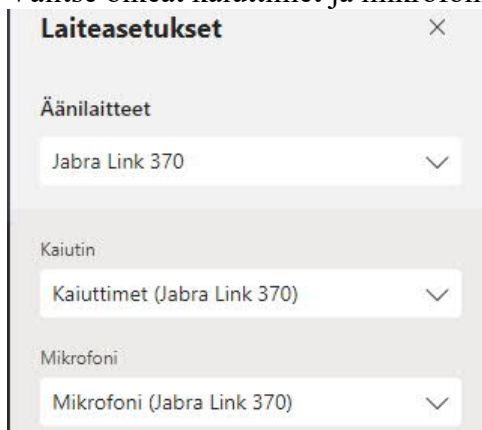 Laiteasetukset
Äänilaitteet
Jabra Link 370
Kaiutin
Kaiuttimet (Jabra Link 370)
Mikrofoni
Mikrofoni (Jabra Link 370)